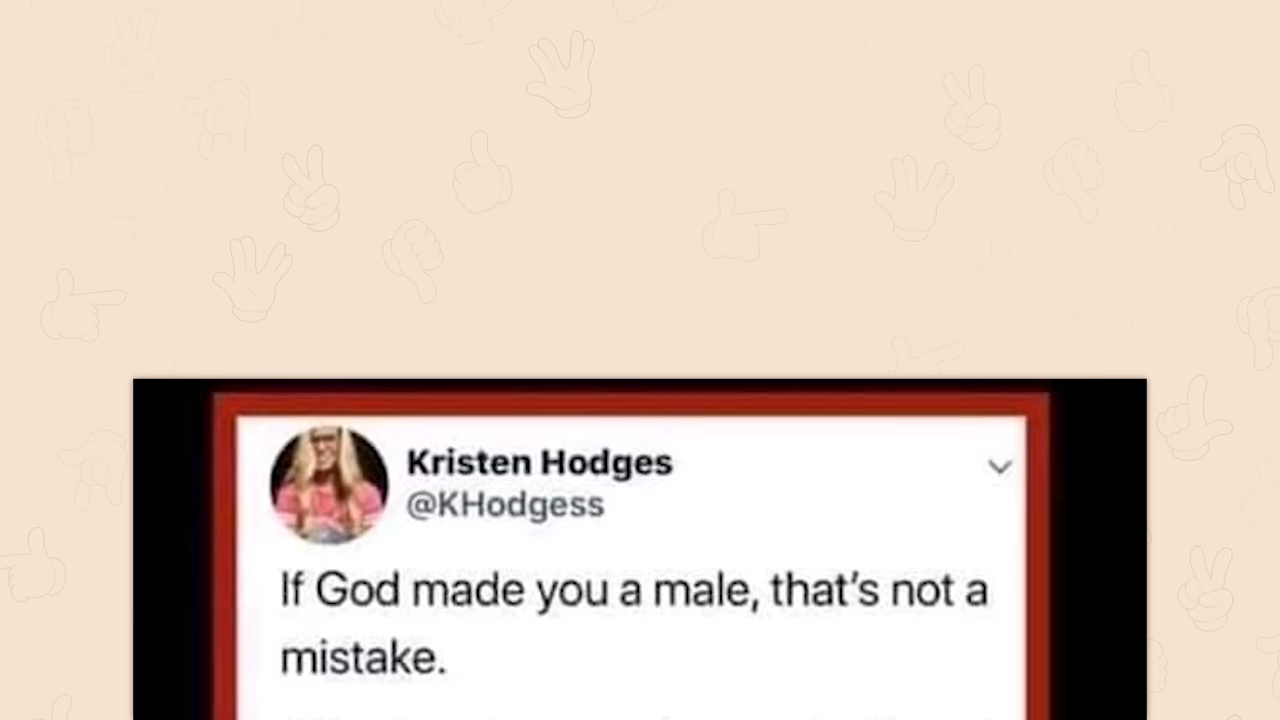 Kristen Hodges
@KHodgess
If God made you a male, that's not a
mistake.